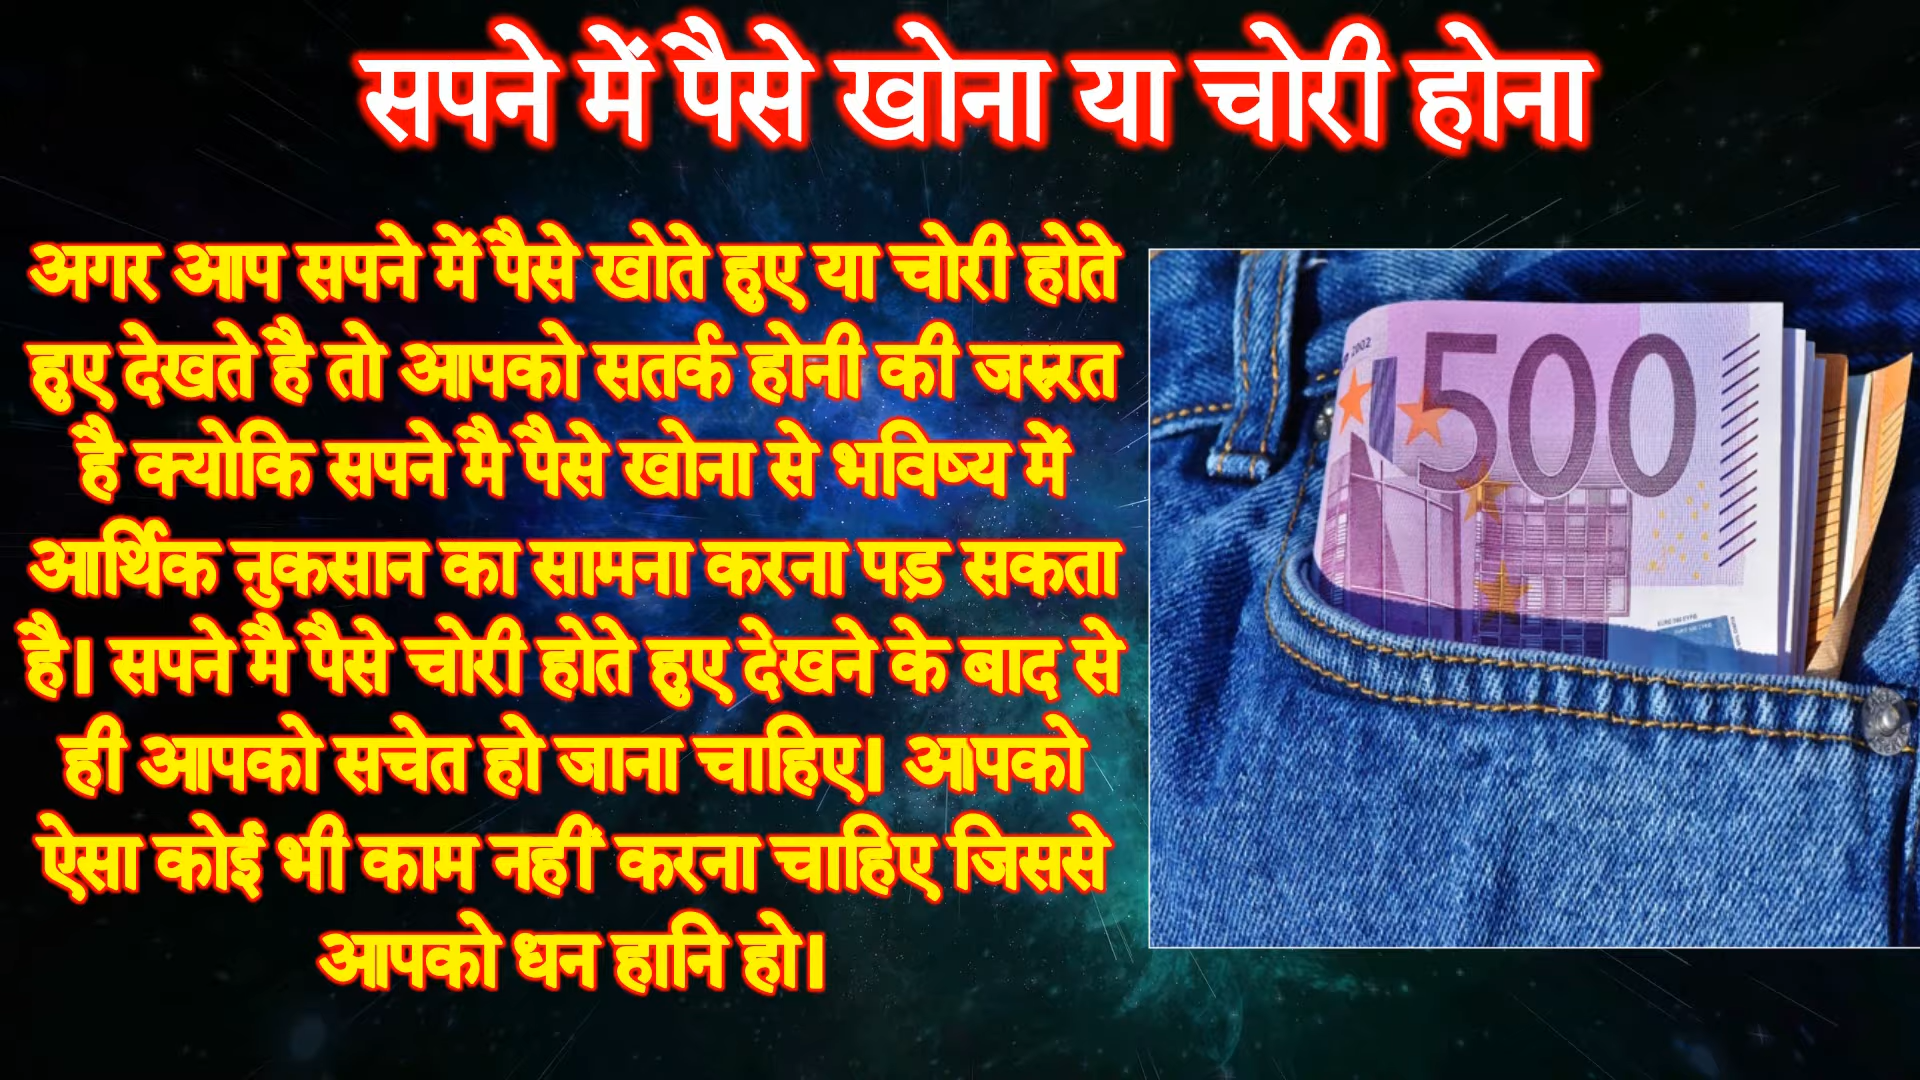 सपने में पैसे खोना या चोरी होना
अगर आप सपने में पैसे खोते हुए या चोरी होते
हुए देखते है तो आपको सतर्क होनी की जरूरत
है क्योकि सपने मै पैसे खोना से भविष्य में
आर्थिक नुकसान का सामना करना पड़ सकता
है। सपने मै पैसे चोरी होते हुए देखने के बाद से
ही आपको सचेत हो जाना चाहिए। आपको
ऐसा कोई भी काम नहीं करना चाहिए जिससे
आपको धन हानि हो।
2002
500